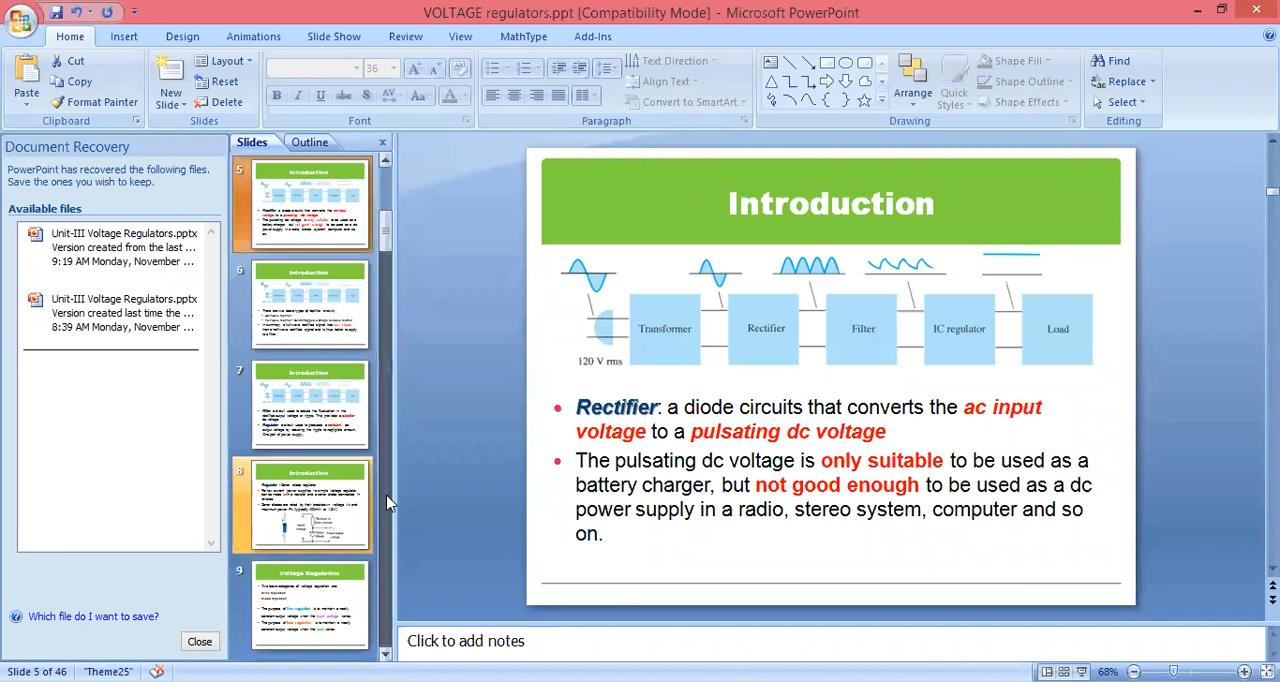 VOLTAGE regulators.ppt [Compatibility Mode] - Microsoft PowerPoint
Home Insert Design Animations Slide Show Review View MathType Add-Ins
Paste
Cut
Copy
Format Painter
Clipboard
New Slide
Layout
Reset
Delete
Slides
36
B I U abc S AV Aa A
Font
Text Direction
Align Text
Convert to SmartArt
Paragraph
Arrange
Quick Styles
Shape Fill
Shape Outline
Shape Effects
Drawing
Find
Replace
Select
Editing
Document Recovery
PowerPoint has recovered the following files.
Save the ones you wish to keep.
Available files
Unit-III Voltage Regulators.pptx
Version created from the last ...
9:19 AM Monday, November ...
Unit-III Voltage Regulators.pptx
Version created last time the ...
8:39 AM Monday, November ...
Which file do I want to save?
Close
Slides Outline
5
Introduction
6
Introduction
7
Introduction
8
Introduction
9
Voltage Regulation
Introduction
Transformer Rectifier Filter IC regulator Load
120 V rms
• Rectifier: a diode circuits that converts the ac input
voltage to a pulsating dc voltage
• The pulsating dc voltage is only suitable to be used as a
battery charger, but not good enough to be used as a dc
power supply in a radio, stereo system, computer and so
on.
Click to add notes
Slide 5 of 46 "Theme25" 68%